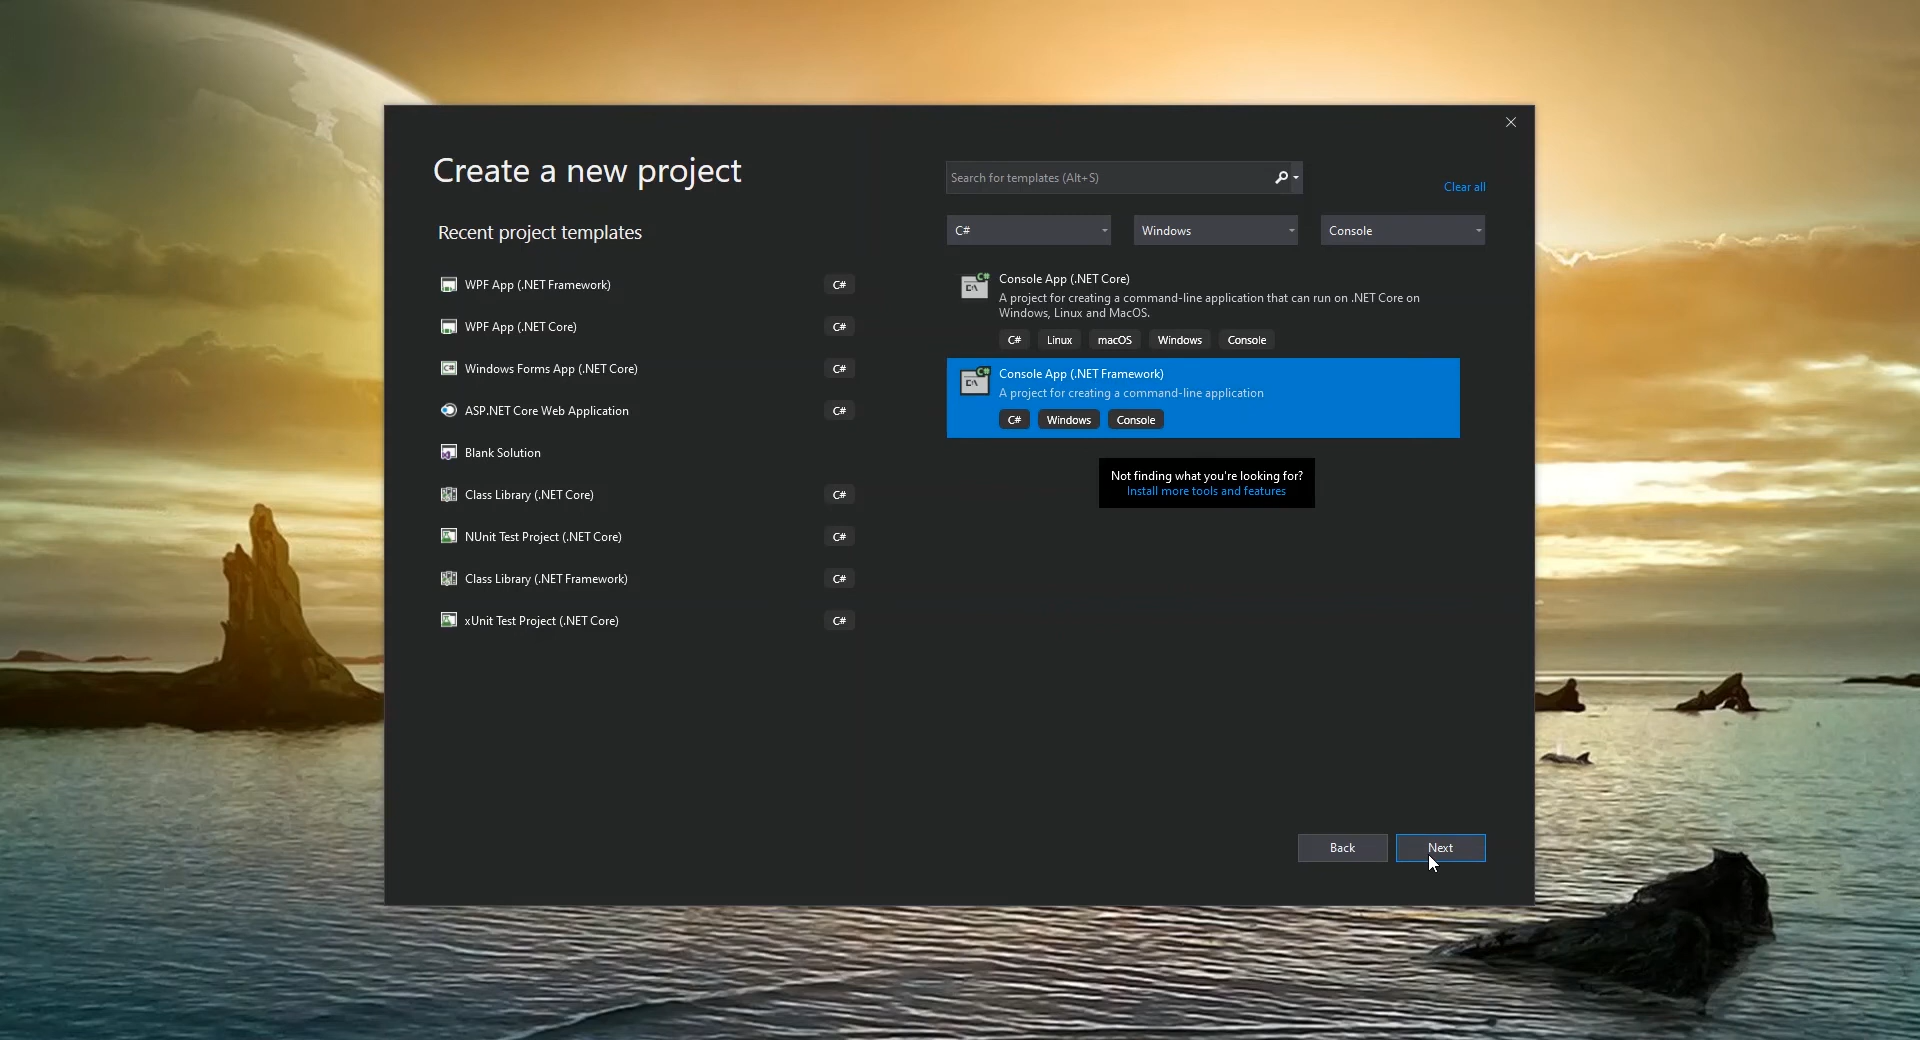 Create a new project
Recent project templates
WPF App (.NET Framework) C#
WPF App (.NET Core) C#
Windows Forms App (.NET Core) C#
ASP.NET Core Web Application C#
Blank Solution
Class Library (.NET Core) C#
NUnit Test Project (.NET Core) C#
Class Library (.NET Framework) C#
xUnit Test Project (.NET Core) C#
Search for templates (Alt+S)
Clear all
C# Windows Console
Console App (.NET Core)
A project for creating a command-line application that can run on .NET Core on
Windows, Linux and MacOS.
C# Linux macOS Windows Console
Console App (.NET Framework)
A project for creating a command-line application
C# Windows Console
Not finding what you're looking for?
Install more tools and features
Back Next